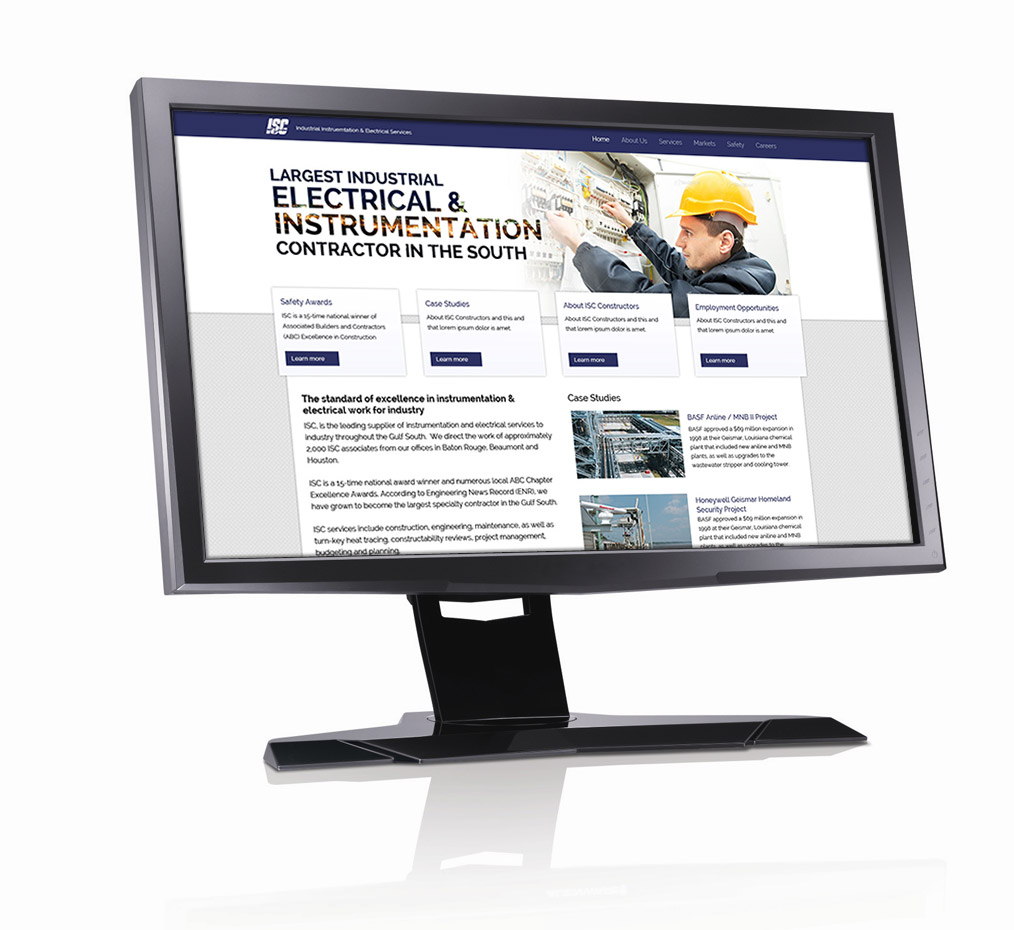 ISC Industrial Instruemtation & Electrical Services
Home About Us Services Markets Safety Careers
LARGEST INDUSTRIAL
ELECTRICAL &
INSTRUMENTATION
CONTRACTOR IN THE SOUTH
Safety Awards
ISC is a 15-time national winner of
Associated Builders and Contractors
(ABC) Excellence in Construction
Learn more
Case Studies
About ISC Constructors and this and
that lorem ipsum dolor is amet.
Learn more
About ISC Constructors
About ISC Constructors and this and
that lorem ipsum dolor is amet.
Learn more
Employment Opportunities
About ISC Constructors and this and
that lorem ipsum dolor is amet.
Learn more
The standard of excellence in instrumentation &
electrical work for industry
ISC, is the leading supplier of instrumentation and electrical services to
industry throughout the Gulf South. We direct the work of approximately
2,000 ISC associates from our offices in Baton Rouge, Beaumont and
Houston.
ISC is a 15-time national award winner and numerous local ABC Chapter
Excellence Awards. According to Engineering News Record (ENR), we
have grown to become the largest specialty contractor in the Gulf South.
ISC services include construction, engineering, maintenance, as well as
turn-key heat tracing, constructability reviews, project management,
budgeting and planning.
Case Studies
BASF Anline / MNB II Project
BASF approved a $69 million expansion in
1998 at their Geismar, Louisiana chemical
plant that included new anline and MNB
plants, as well as upgrades to the
wastewater stripper and cooling tower.
Honeywell Geismar Homeland
Security Project
BASF approved a $69 million expansion in
1998 at their Geismar, Louisiana chemical
plant that included new anline and MNB
plants, as well as upgrades to the